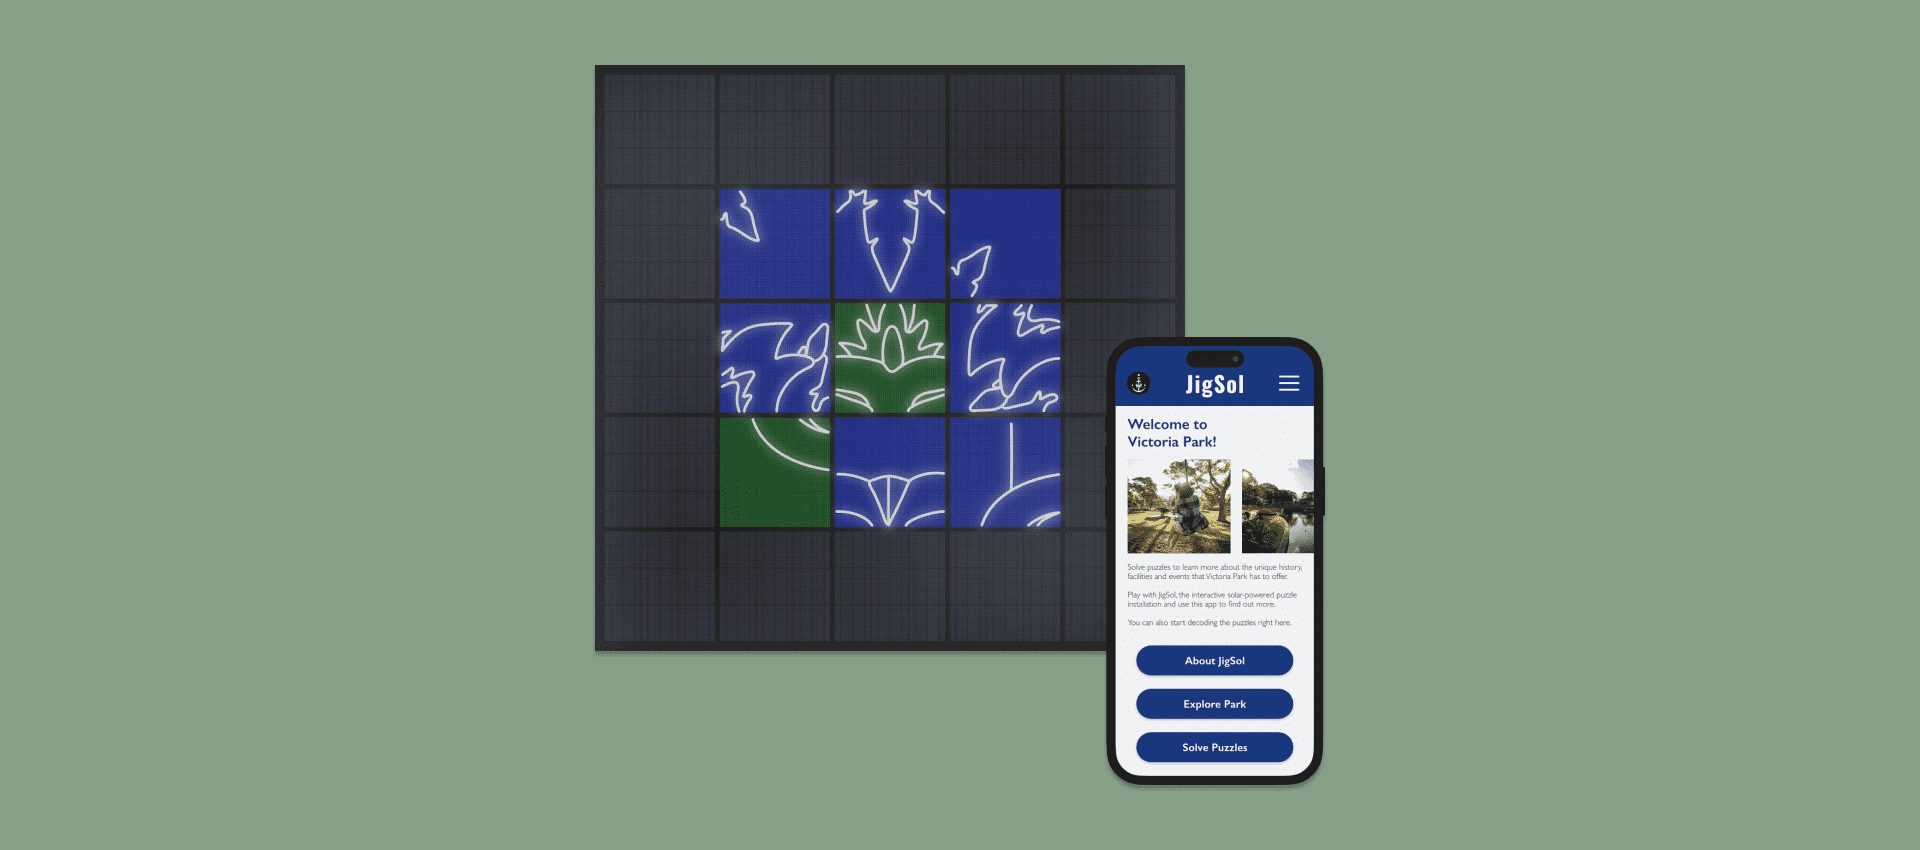 JigSol
Welcome to
Victoria Park!
Solve puzzles to learn more about the unique history,
facilities and events that Victoria Park has to offer.
Play with JigSol, the interactive solar-powered puzzle
installation and use this app to find out more.
You can also start decoding the puzzles right here.
About JigSol
Explore Park
Solve Puzzles